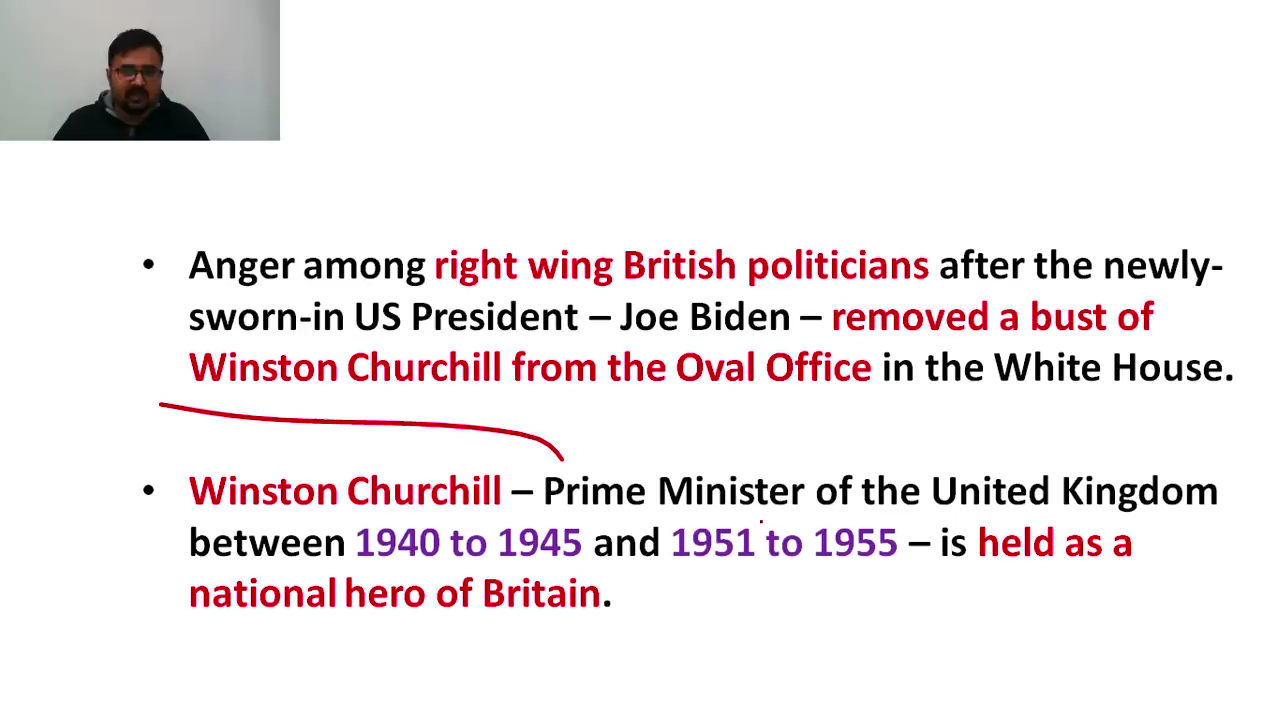 • Anger among right wing British politicians after the newly-
sworn-in US President – Joe Biden – removed a bust of
Winston Churchill from the Oval Office in the White House.
• Winston Churchill – Prime Minister of the United Kingdom
between 1940 to 1945 and 1951 to 1955 – is held as a
national hero of Britain.